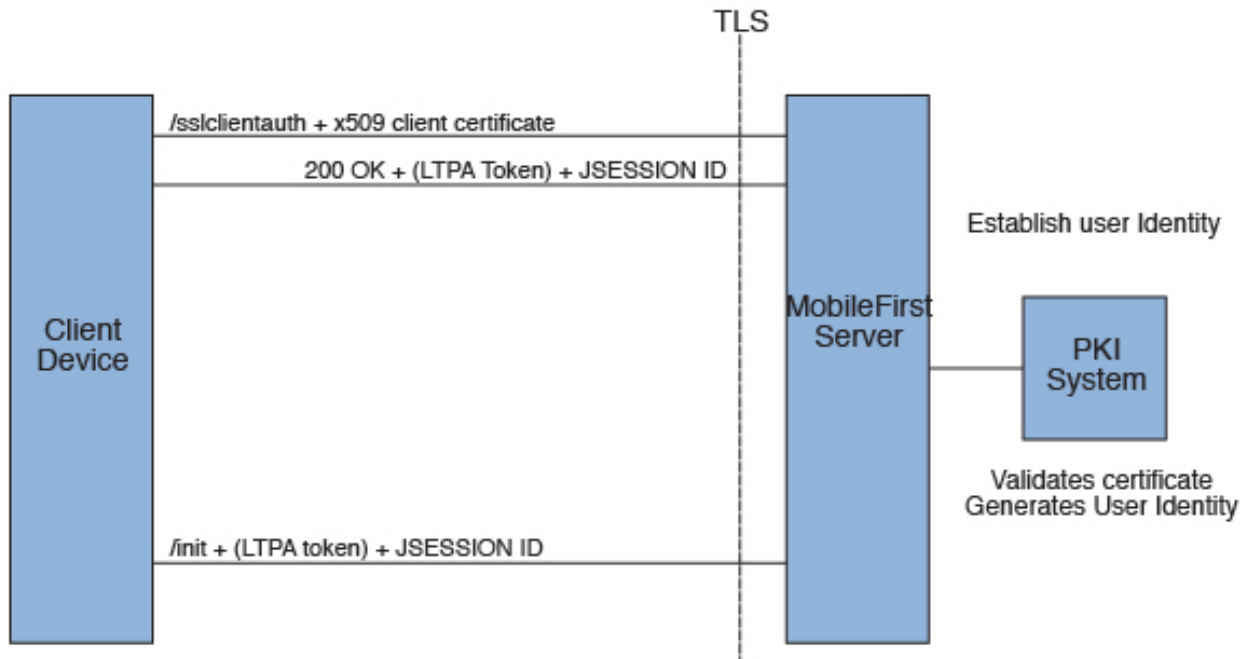 TLS
/sslclientauth + x509 client certificate
200 OK + (LTPA Token) + JSESSION ID
Establish user Identity
Client
Device
MobileFirst
Server
PKI
System
Validates certificate
Generates User Identity
/init + (LTPA token) + JSESSION ID